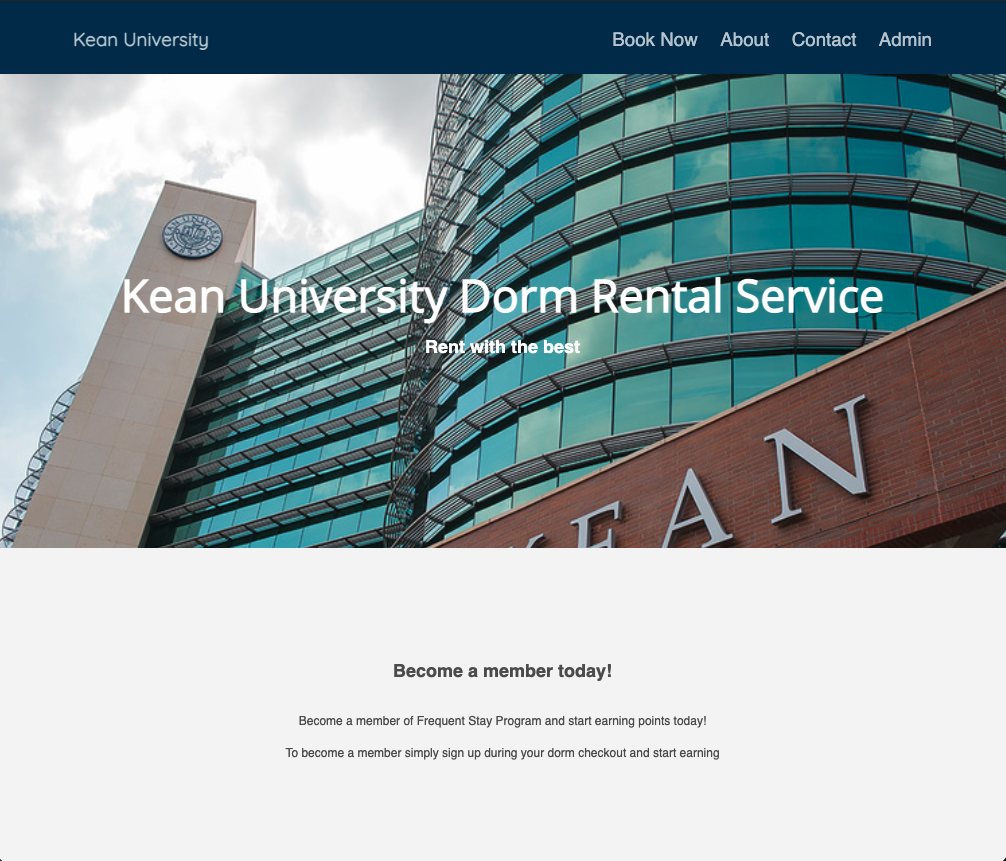 Kean University
Book Now About Contact Admin
KEAN UNIVERSITY
Kean University Dorm Rental Service
Rent with the best
KEAN
Become a member today!
Become a member of Frequent Stay Program and start earning points today!
To become a member simply sign up during your dorm checkout and start earning